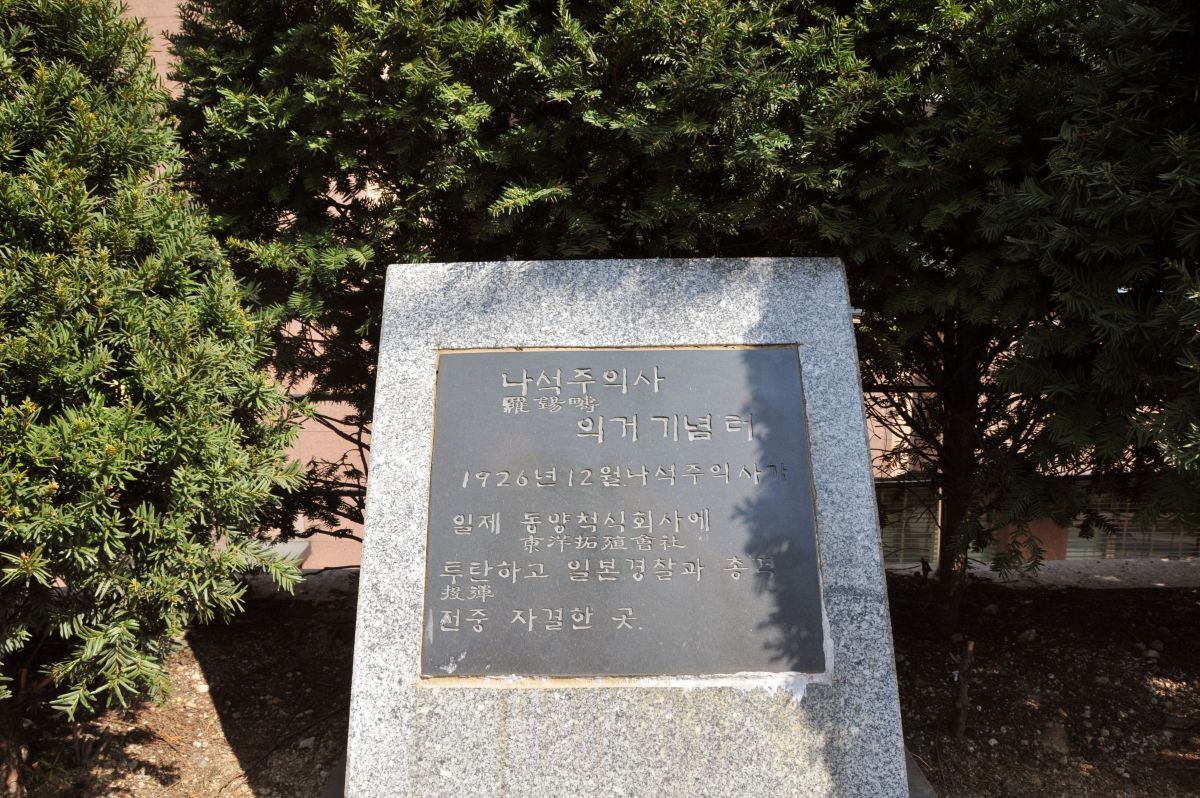 나석주의사
羅錫疇
의거 기념 터
1926년 12월 나석주의사가
일제 동양척식회사에
東洋拓殖會社
투탄하고 일본경찰과 총격
投彈
전중 자결한 곳.